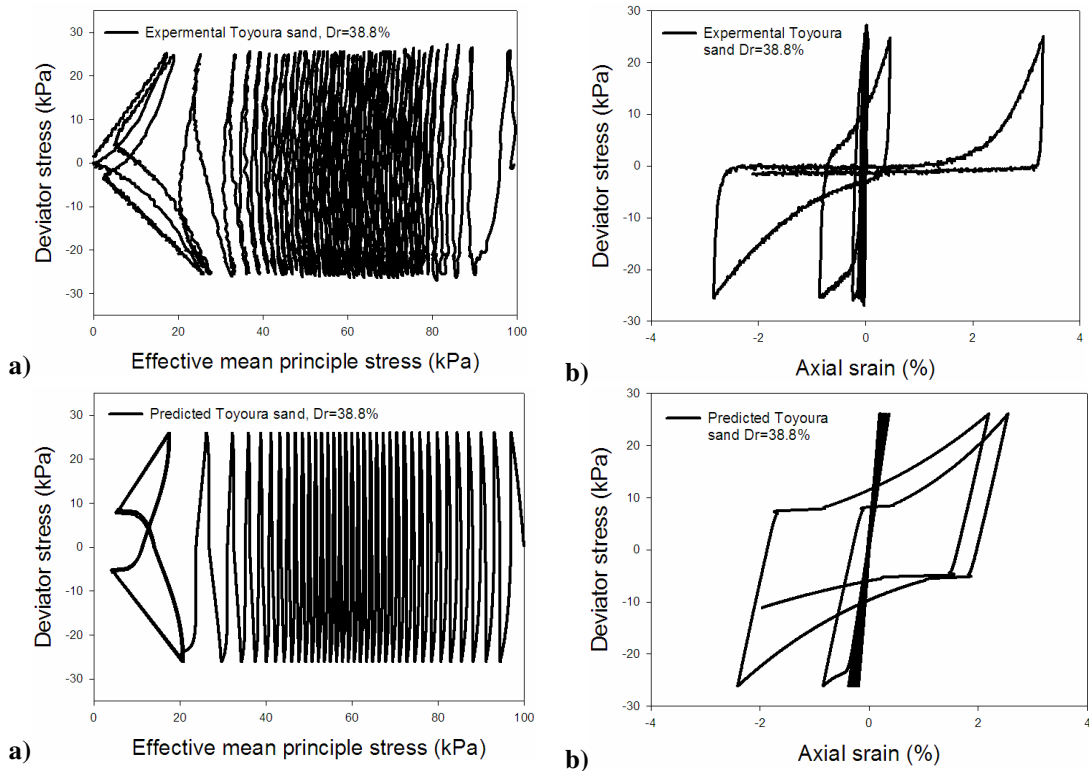 Expermental Toyoura sand, Dr=38.8%
30
20
10
0
-10
-20
-30
Deviator stress (kPa)
0
20
40
60
80
100
Effective mean principle stress (kPa)
a)
Expermental Toyoura
sand Dr=38.8%
30
20
10
0
-10
-20
-30
Deviator stress (kPa)
-4
-2
0
2
4
Axial srain (%)
b)
Predicted Toyoura sand, Dr=38.8%
30
20
10
0
-10
-20
-30
Deviator stress (kPa)
0
20
40
60
80
100
Effective mean principle stress (kPa)
a)
Predicted Toyoura
sand Dr=38.8%
30
20
10
0
-10
-20
-30
Deviator stress (kPa)
-4
-2
0
2
4
Axial srain (%)
b)